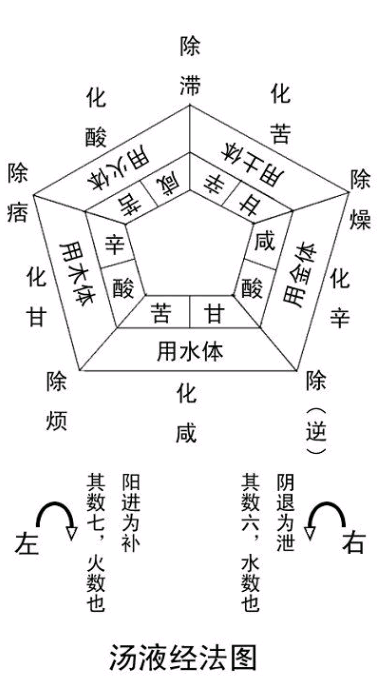 除滞
化酸
化苦
除痞
除燥
用火体
用土体
苦
咸
辛
甘
用木体
辛
酸
咸
酸
用金体
化甘
化辛
苦
甘
用水体
除烦
化咸
除（逆）
左
阳进为补
其数七，火数也
阴退为泄
其数六，水数也
右
汤液经法图